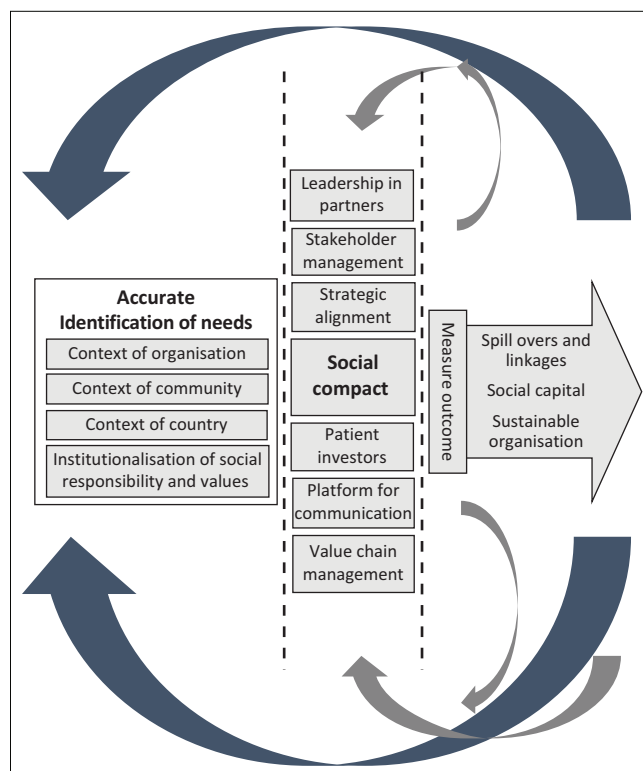 Accurate
Identification of needs
Context of organisation
Context of community
Context of country
Institutionalisation of social
responsibility and values
Leadership in
partners
Stakeholder
management
Strategic
alignment
Social
compact
Patient
investors
Platform for
communication
Value chain
management
Measure outcome
Spill overs and
linkages
Social capital
Sustainable
organisation